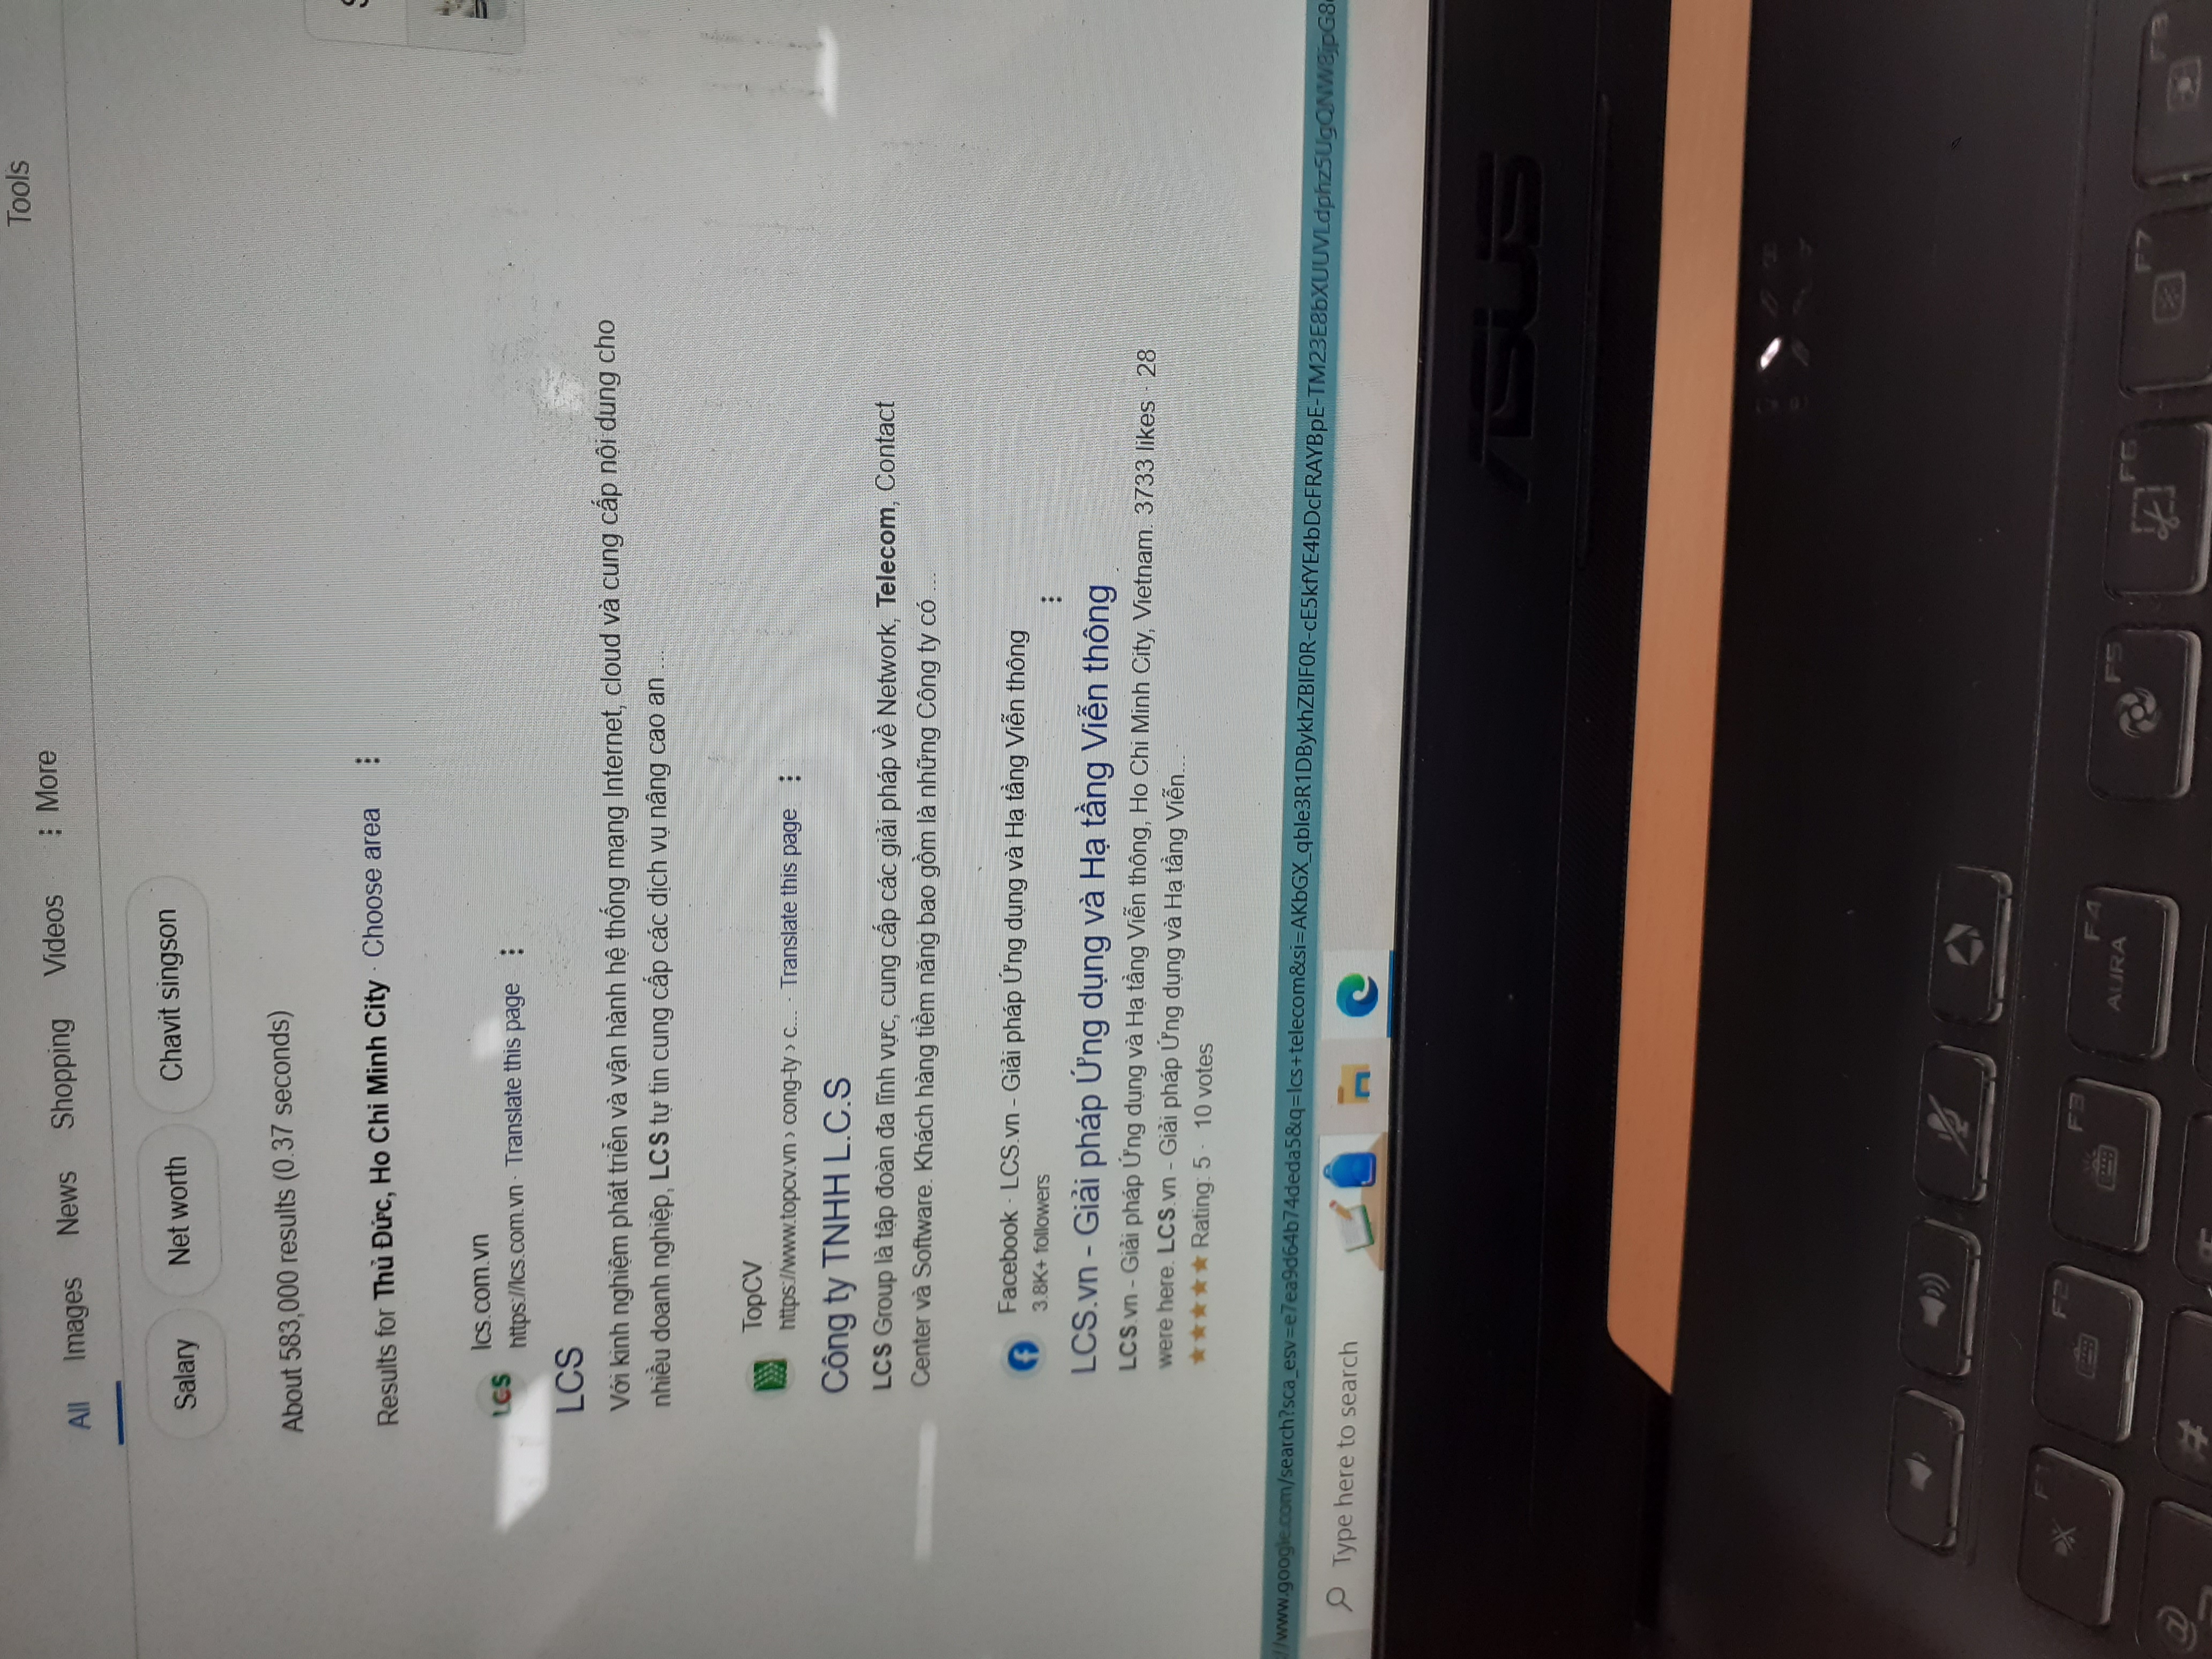 Tools
All Images News Shopping Videos More
Salary Net worth Chavit singson
About 583,000 results (0.37 seconds)
Results for Thủ Đức, Ho Chi Minh City · Choose area
LCS
lcs.com.vn
https://lcs.com.vn · Translate this page
LCS
Với kinh nghiệm phát triển và vận hành hệ thống mạng Internet, cloud và cung cấp nội dung cho
nhiều doanh nghiệp, LCS tự tin cung cấp các dịch vụ nâng cao an ...
TopCV
https://www.topcv.vn › cong-ty › c... · Translate this page
Công ty TNHH L.C.S
LCS Group là tập đoàn đa lĩnh vực, cung cấp các giải pháp về Network, Telecom, Contact
Center và Software. Khách hàng tiềm năng bao gồm là những Công ty có ...
Facebook · LCS.vn - Giải pháp Ứng dụng và Hạ tầng Viễn thông
3.8K+ followers
LCS.vn - Giải pháp Ứng dụng và Hạ tầng Viễn thông
LCS.vn - Giải pháp Ứng dụng và Hạ tầng Viễn thông, Ho Chi Minh City, Vietnam. 3733 likes · 28
were here. LCS.vn - Giải pháp Ứng dụng và Hạ tầng Viễn...
Rating: 5 · 10 votes
://www.google.com/search?sca_esv=e7ea9d64b74deda5&q=lcs+telecom&si=AKbGX_qble3R1DBykhZBIF0R-cE5kfYE4bDcFRAYBpE-TM23E8bXUUVLdphz5UgQNW8jpG8
Type here to search
ASUS
F1 F2 F3 F4 AURA F5 F6 F7 F8
@ #